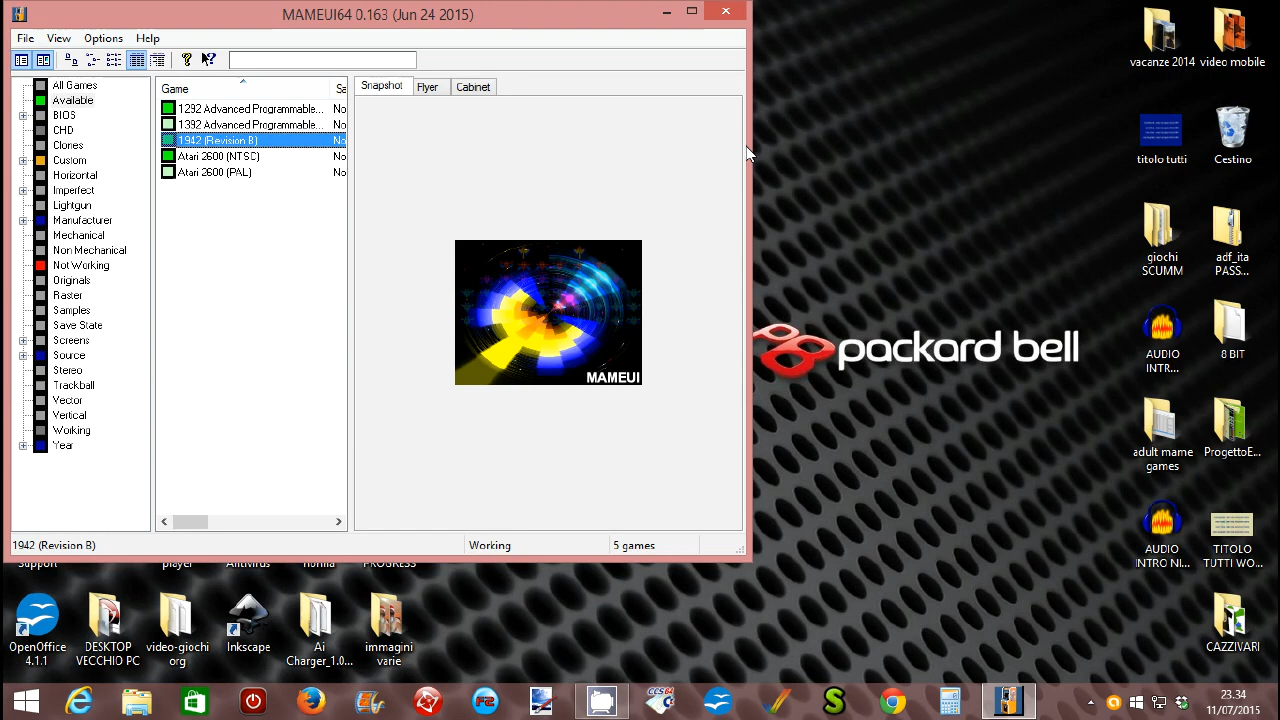 MAMEUI64 0.163 (Jun 24 2015)
File View Options Help
All Games
Available
BIOS
CHD
Clones
Custom
Horizontal
Imperfect
Lightgun
Manufacturer
Mechanical
Non Mechanical
Not Working
Originals
Raster
Samples
Save State
Source
Stereo
Trackball
Vector
Vertical
Working
Year
Game Sa
1292 Advanced Programmable... No
1392 Advanced Programmable... No
1942 (Revision B) No
Atari 2600 (NTSC) No
Atari 2600 (PAL) No
Snapshot Flyer Cabinet
MAMEUI
1942 (Revision B) Working 5 games
packard bell
vacanze 2014
video mobile
titolo tutti
Cestino
giochi
SCUMM
adf_ita
PASS...
AUDIO
INTR...
8 BIT
adult mame
games
ProgettoE...
AUDIO
INTRO NI...
TITOLO
TUTTI WO...
CAZZIVARI
Support
player
Antivirus
PROGRESS
OpenOffice
4.1.1
DESKTOP
VECCHIO PC
video-giochi
org
Inkscape
Ai
Charger_1.0...
immagini
varie
CCS64
23.34
11/07/2015